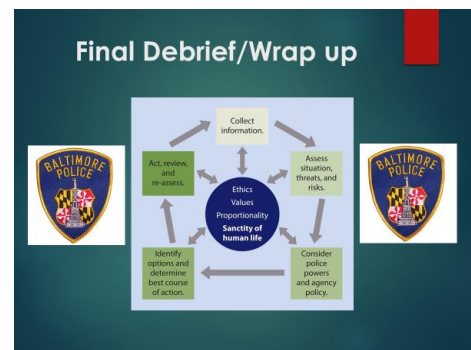 Final Debrief/Wrap up
Collect
information.
Act, review,
and
re-assess.
Assess
situation,
threats, and
risks.
Ethics
Values
Proportionality
Sanctity of
human life
Identify
options and
determine
best course
of action.
Consider
police
powers
and agency
policy.
BALTIMORE
POLICE
BALTIMORE
POLICE